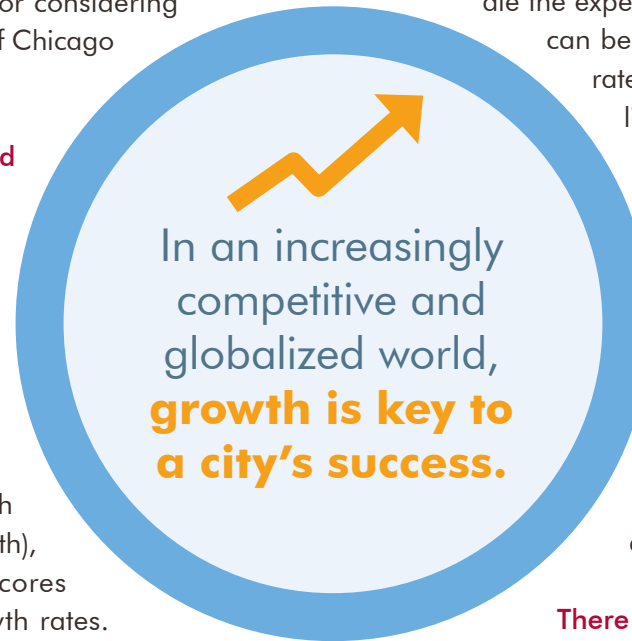 or considering
f Chicago
d
h
th),
cores
th rates.
In an increasingly
competitive and
globalized world,
growth is key to
a city's success.
can be
rate
There